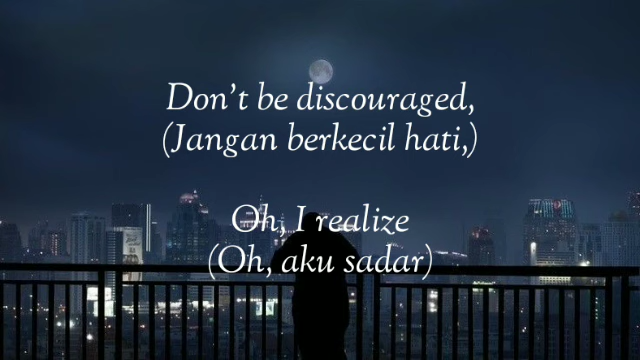 Don't be discouraged,
(Jangan berkecil hati,)
Oh, I realize
(Oh, aku sadar)